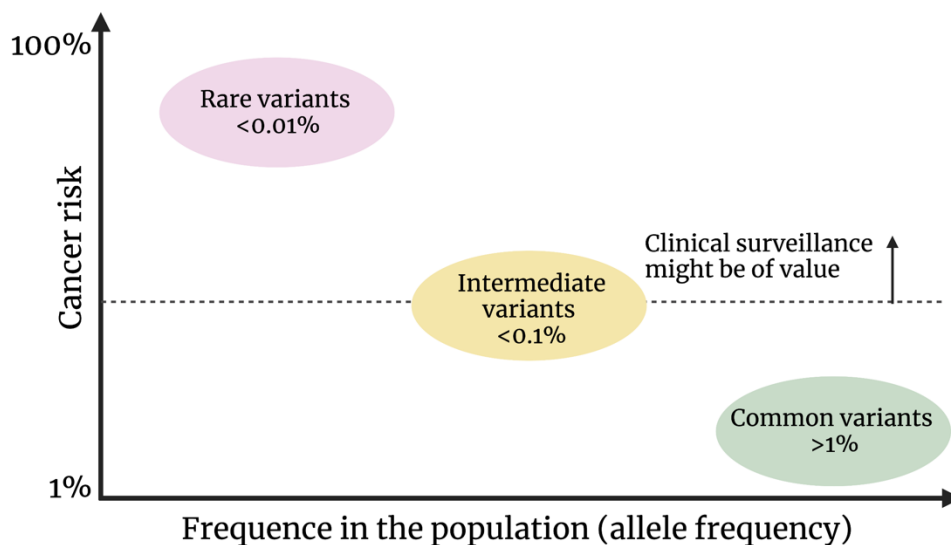 100%
Rare variants
<0.01%
Cancer risk
Clinical surveillance
might be of value
Intermediate
variants
<0.1%
Common variants
>1%
1%
Frequence in the population (allele frequency)